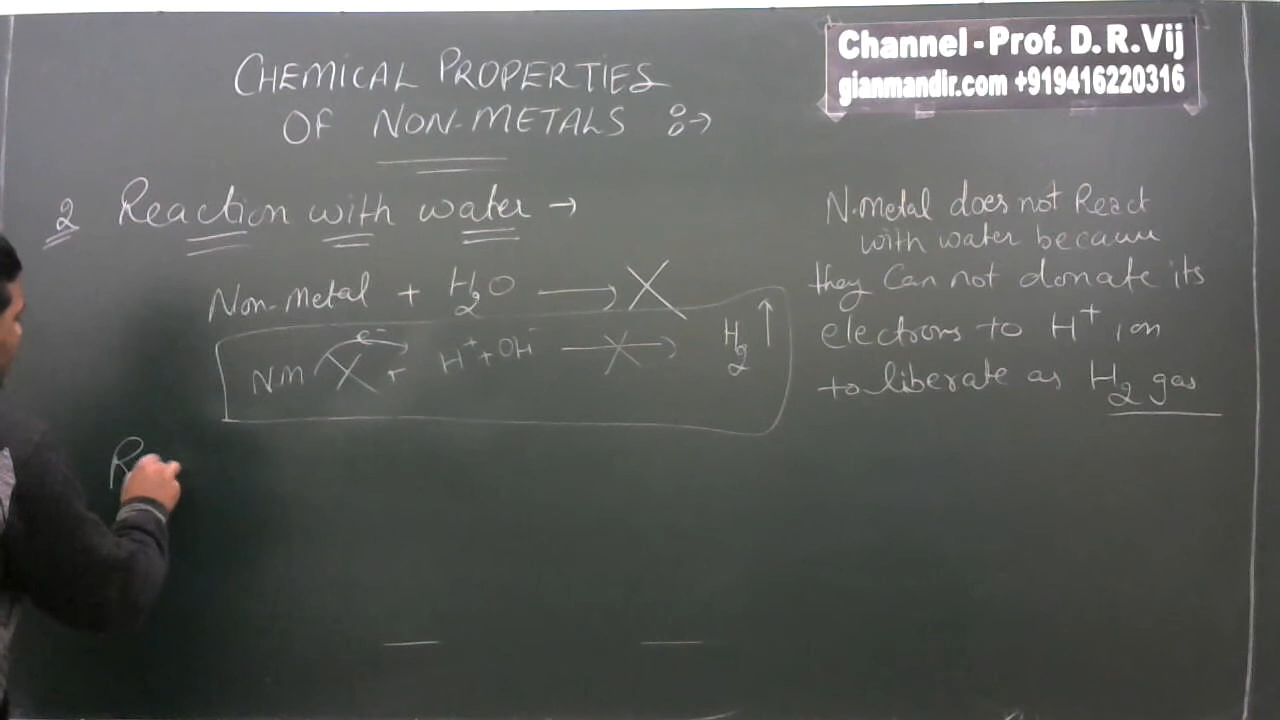 Channel - Prof. D. R. Vij
gianmandir.com +919416220316
CHEMICAL PROPERTIES
OF NON-METALS :->
2 Reaction with water →
Non-metal + H₂O → X
NM X + e⁻ H⁺ + OH⁻ → X H₂ ↑
N.metal does not React
with water because
they can not donate its
electrons to H⁺ ion
to liberate as H₂ gas
R